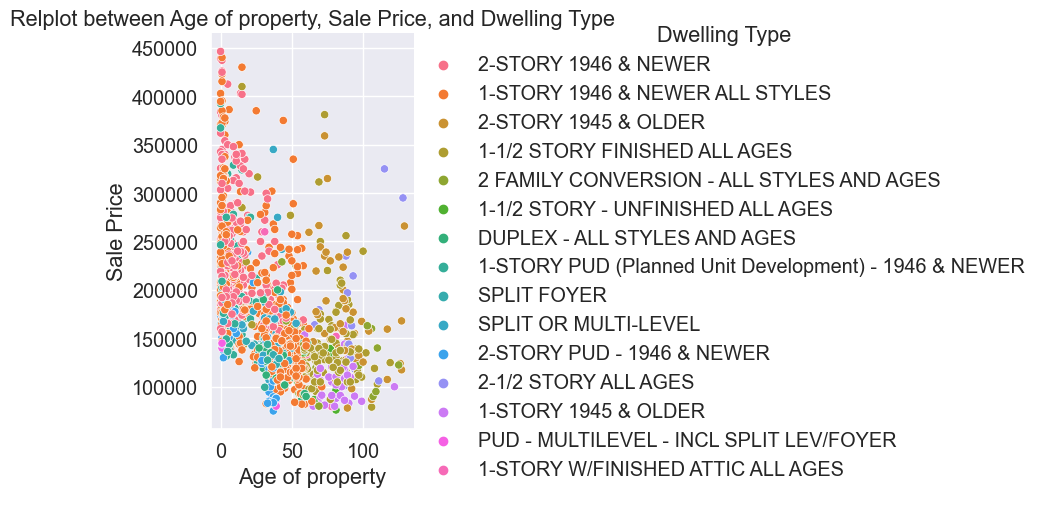 Relplot between Age of property, Sale Price, and Dwelling Type
Dwelling Type
2-STORY 1946 & NEWER
1-STORY 1946 & NEWER ALL STYLES
2-STORY 1945 & OLDER
1-1/2 STORY FINISHED ALL AGES
2 FAMILY CONVERSION - ALL STYLES AND AGES
1-1/2 STORY - UNFINISHED ALL AGES
DUPLEX - ALL STYLES AND AGES
1-STORY PUD (Planned Unit Development) - 1946 & NEWER
SPLIT FOYER
SPLIT OR MULTI-LEVEL
2-STORY PUD - 1946 & NEWER
2-1/2 STORY ALL AGES
1-STORY 1945 & OLDER
PUD - MULTILEVEL - INCL SPLIT LEV/FOYER
1-STORY W/FINISHED ATTIC ALL AGES
Sale Price
450000
400000
350000
300000
250000
200000
150000
100000
0 50 100
Age of property